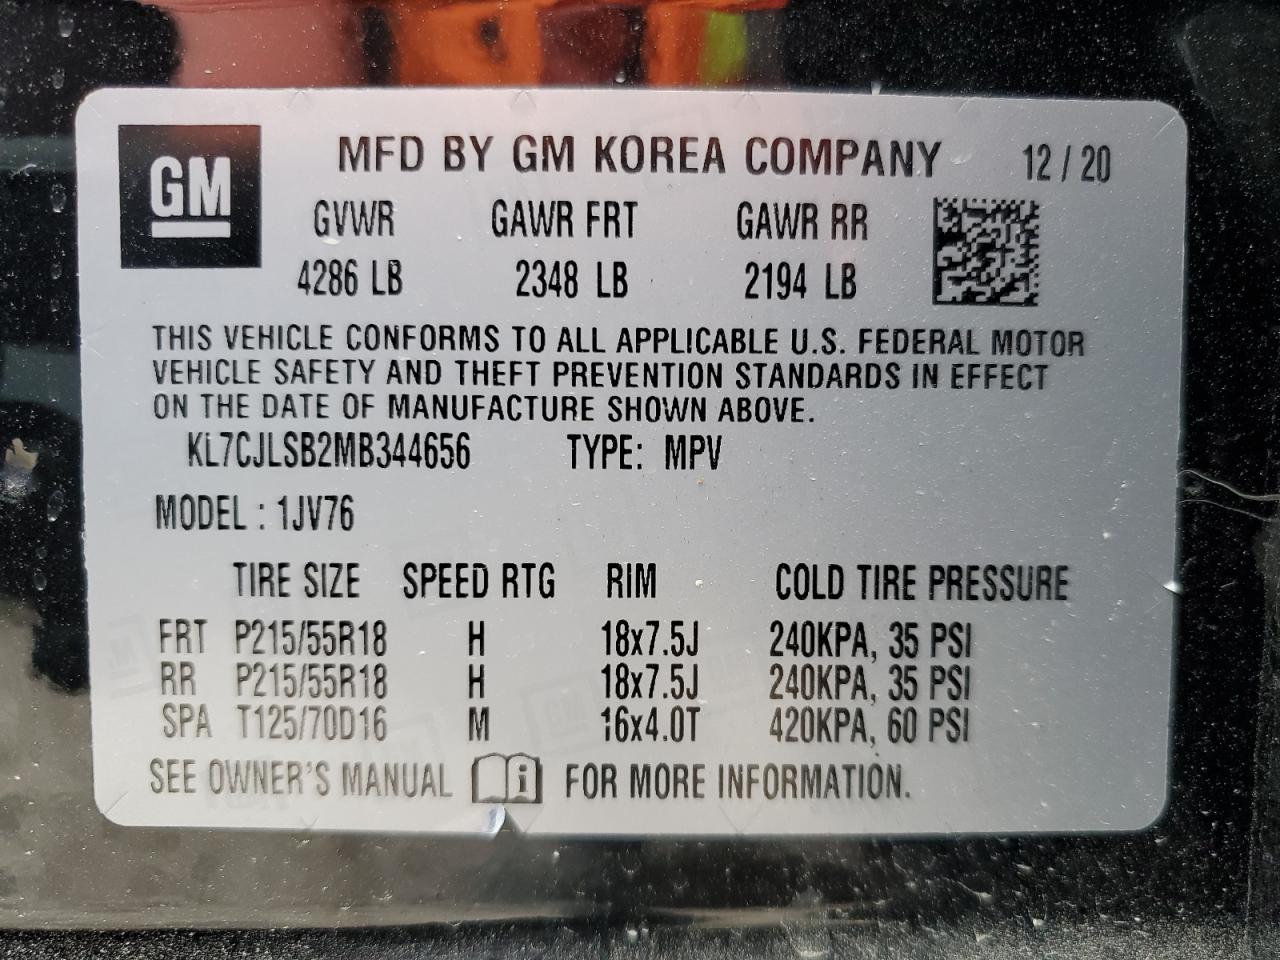 GM
MFD BY GM KOREA COMPANY 12 / 20
GVWR GAWR FRT GAWR RR
4286 LB 2348 LB 2194 LB
THIS VEHICLE CONFORMS TO ALL APPLICABLE U.S. FEDERAL MOTOR
VEHICLE SAFETY AND THEFT PREVENTION STANDARDS IN EFFECT
ON THE DATE OF MANUFACTURE SHOWN ABOVE.
KL7CJLSB2MB344656 TYPE: MPV
MODEL : 1JV76
TIRE SIZE SPEED RTG RIM COLD TIRE PRESSURE
FRT P215/55R18 H 18x7.5J 240KPA, 35 PSI
RR P215/55R18 H 18x7.5J 240KPA, 35 PSI
SPA T125/70D16 M 16x4.0T 420KPA, 60 PSI
SEE OWNER'S MANUAL i FOR MORE INFORMATION.